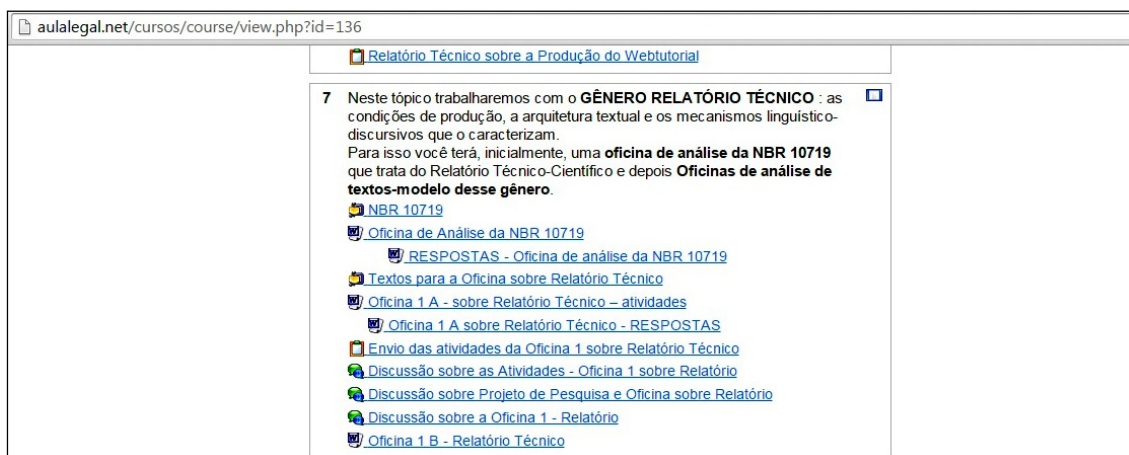 aulalegal.net/cursos/course/view.php?id=136
Relatório Técnico sobre a Produção do Webtutorial
7 Neste tópico trabalharemos com o GÊNERO RELATÓRIO TÉCNICO : as
condições de produção, a arquitetura textual e os mecanismos linguístico-
discursivos que o caracterizam.
Para isso você terá, inicialmente, uma oficina de análise da NBR 10719
que trata do Relatório Técnico-Científico e depois Oficinas de análise de
textos-modelo desse gênero.
NBR 10719
Oficina de Análise da NBR 10719
RESPOSTAS - Oficina de análise da NBR 10719
Textos para a Oficina sobre Relatório Técnico
Oficina 1 A - sobre Relatório Técnico – atividades
Oficina 1 A sobre Relatório Técnico - RESPOSTAS
Envio das atividades da Oficina 1 sobre Relatório Técnico
Discussão sobre as Atividades - Oficina 1 sobre Relatório
Discussão sobre Projeto de Pesquisa e Oficina sobre Relatório
Discussão sobre a Oficina 1 - Relatório
Oficina 1 B - Relatório Técnico